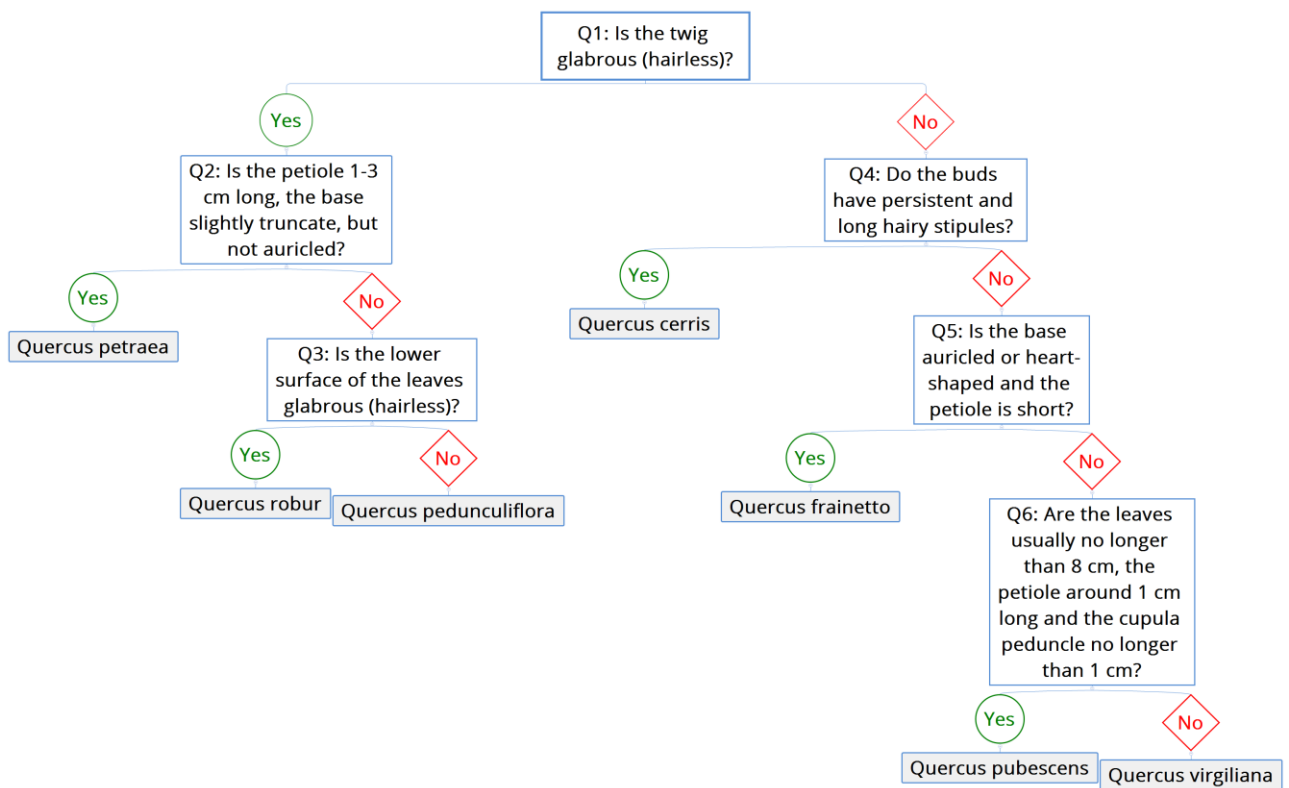 Q1: Is the twig
glabrous (hairless)?
Yes
No
Q2: Is the petiole 1-3
cm long, the base
slightly truncate, but
not auricled?
Q4: Do the buds
have persistent and
long hairy stipules?
Yes
No
Yes
No
Quercus petraea
Quercus cerris
Q3: Is the lower
surface of the leaves
glabrous (hairless)?
Q5: Is the base
auricled or heart-
shaped and the
petiole is short?
Yes
No
Yes
No
Quercus robur
Quercus pedunculiflora
Quercus frainetto
Q6: Are the leaves
usually no longer
than 8 cm, the
petiole around 1 cm
long and the cupula
peduncle no longer
than 1 cm?
Yes
No
Quercus pubescens
Quercus virgiliana